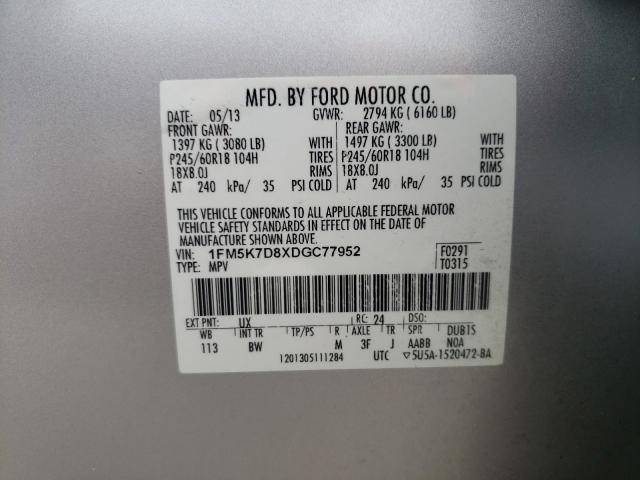 MFD. BY FORD MOTOR CO.
DATE: 05/13 GVWR: 2794 KG ( 6160 LB)
FRONT GAWR: REAR GAWR:
1397 KG ( 3080 LB) WITH 1497 KG ( 3300 LB) WITH
P245/60R18 104H TIRES P245/60R18 104H TIRES
18X8.0J RIMS 18X8.0J RIMS
AT 240 kPa/ 35 PSI COLD AT 240 kPa/ 35 PSI COLD
THIS VEHICLE CONFORMS TO ALL APPLICABLE FEDERAL MOTOR
VEHICLE SAFETY BUMPER STANDARDS IN EFFECT ON THE DATE OF
MANUFACTURE SHOWN ABOVE.
VIN: 1FM5K7D8XDGC77952 F0291
TYPE: MPV T0315
EXT PNT: UX RC: 24 DSO:
WB INT TR TP/PS R AXLE TR SPR DUB1S
113 BW M 3F J AABB NOA
1201305111284 UTC ▽5U5A-1520472-BA